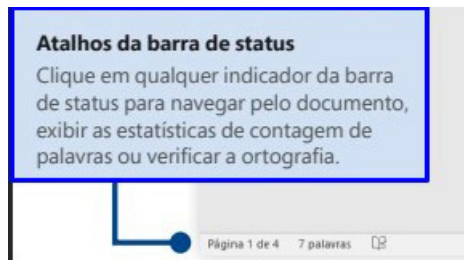 Atalhos da barra de status
Clique em qualquer indicador da barra
de status para navegar pelo documento,
exibir as estatísticas de contagem de
palavras ou verificar a ortografia.
Página 1 de 4 7 palavras